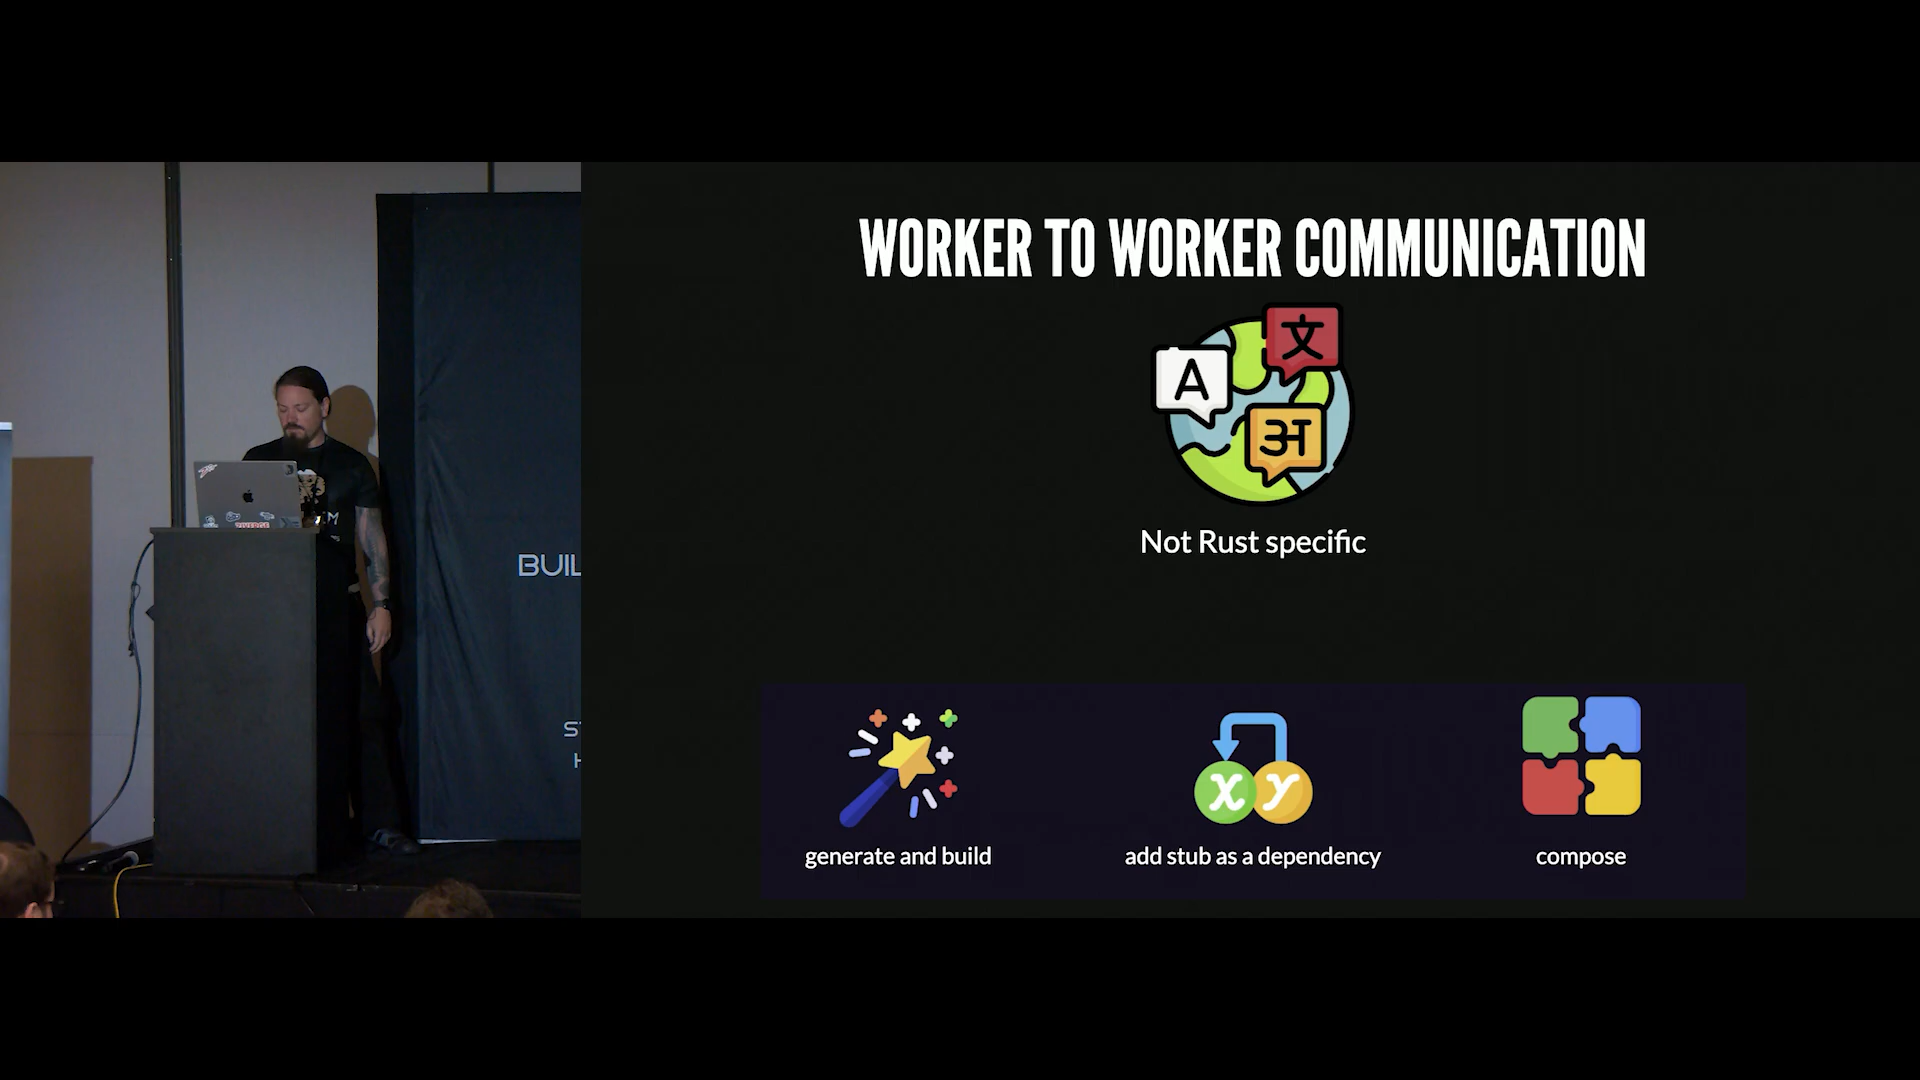 WORKER TO WORKER COMMUNICATION
文
A
अ
Not Rust specific
x y
generate and build
add stub as a dependency
compose
BUIL